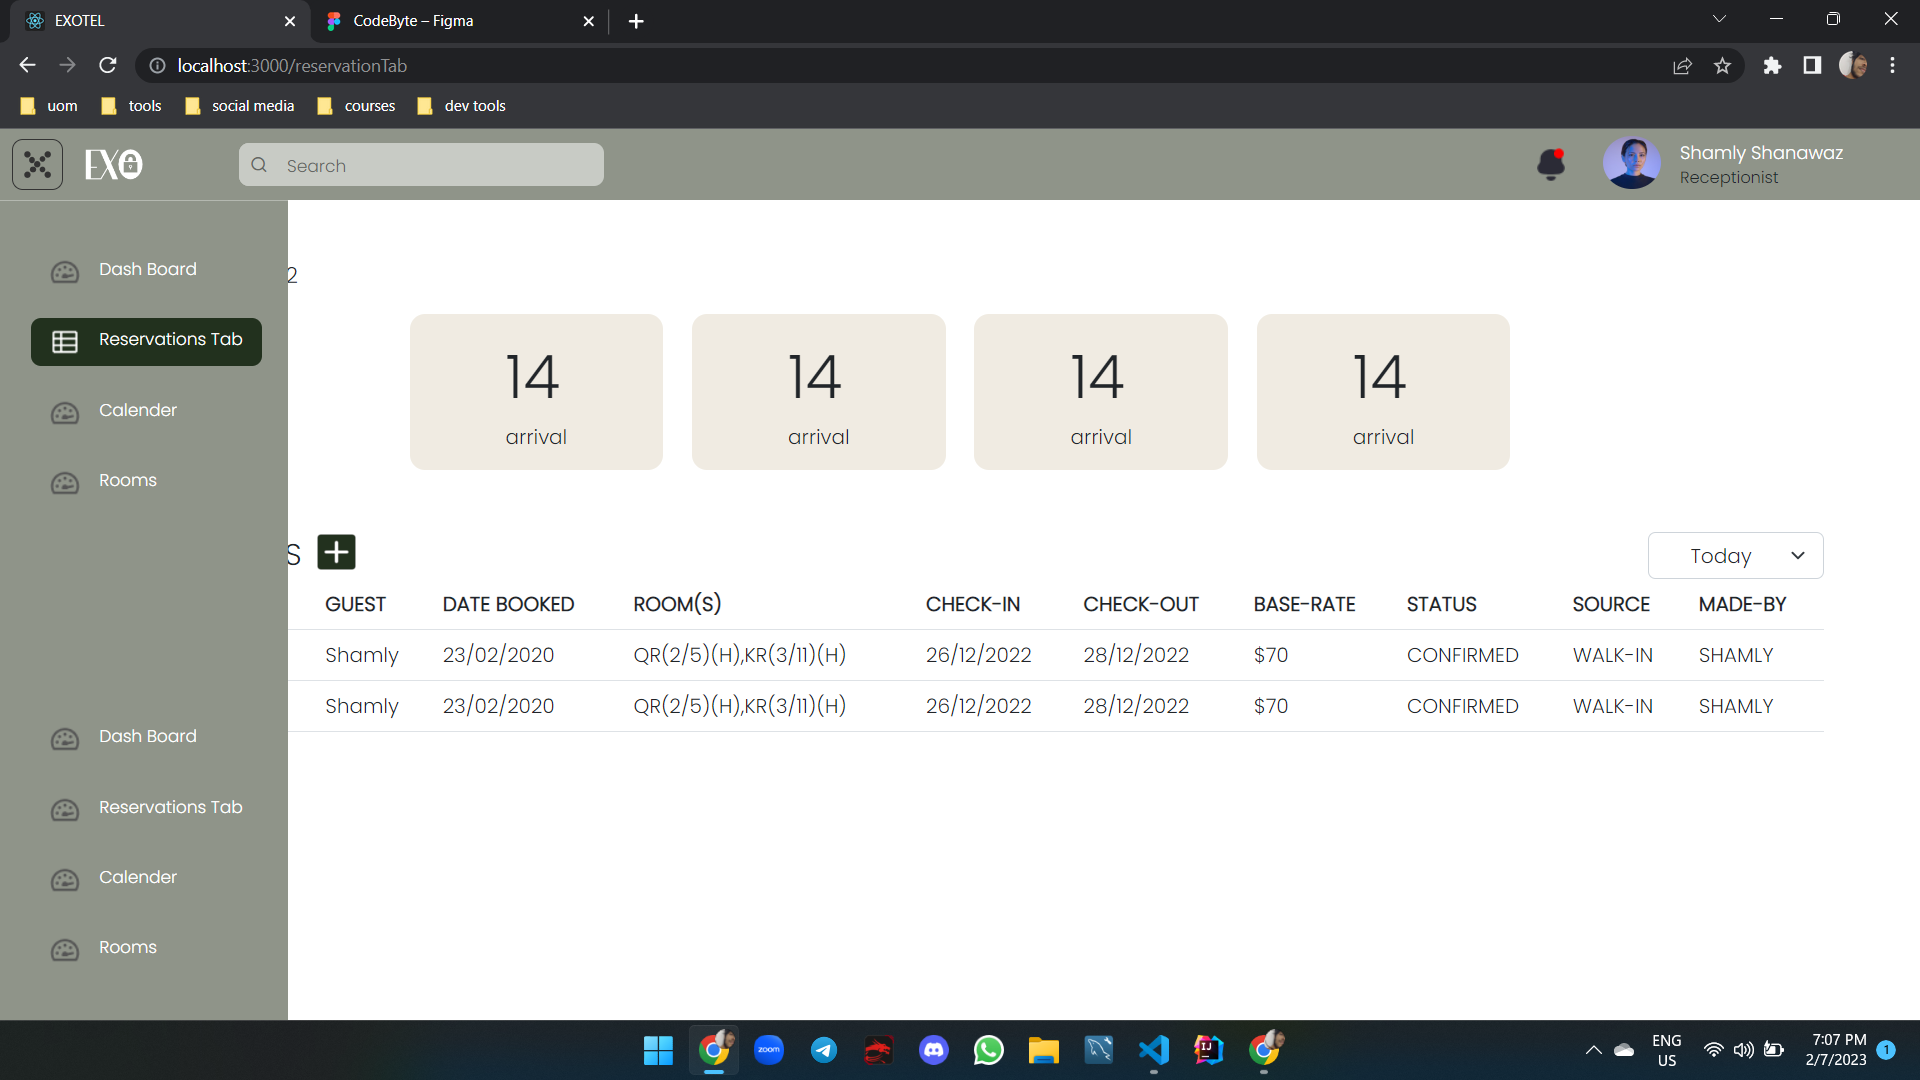 EXOTEL
CodeByte – Figma
localhost:3000/reservationTab
uom
tools
social media
courses
dev tools
EXO
Search
Shamly Shanawaz
Receptionist
Dash Board
Reservations Tab
Calender
Rooms
Dash Board
Reservations Tab
Calender
Rooms
2
14
arrival
14
arrival
14
arrival
14
arrival
S
Today
GUEST DATE BOOKED ROOM(S) CHECK-IN CHECK-OUT BASE-RATE STATUS SOURCE MADE-BY
Shamly 23/02/2020 QR(2/5)(H),KR(3/11)(H) 26/12/2022 28/12/2022 $70 CONFIRMED WALK-IN SHAMLY
Shamly 23/02/2020 QR(2/5)(H),KR(3/11)(H) 26/12/2022 28/12/2022 $70 CONFIRMED WALK-IN SHAMLY
zoom
IJ
ENG
US
7:07 PM
2/7/2023
1